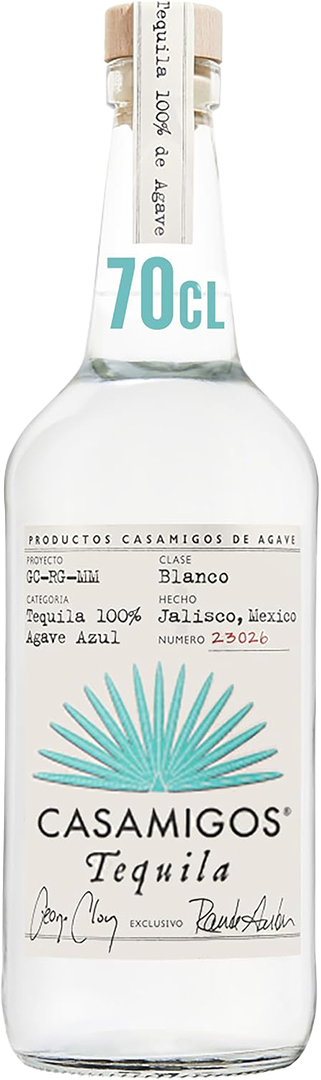 Tequila 100% de Agave
70CL
PRODUCTOS CASAMIGOS DE AGAVE
PROYECTO
GC-RG-MM
CLASE
Blanco
CATEGORIA
Tequila 100%
Agave Azul
HECHO
Jalisco, Mexico
NUMERO 23026
CASAMIGOS®
Tequila
EXCLUSIVO